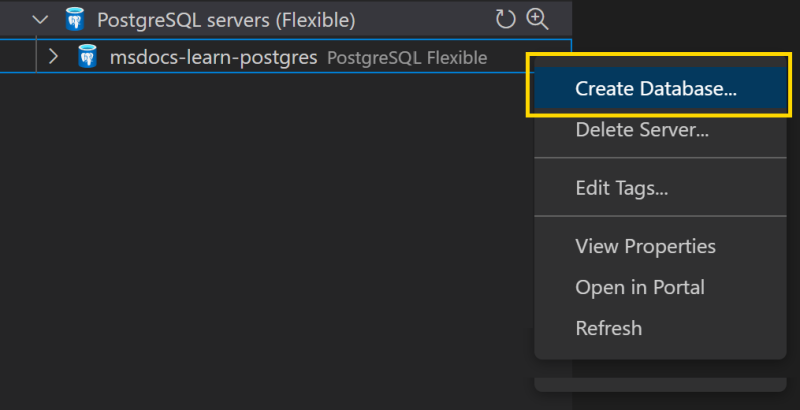 PostgreSQL servers (Flexible)
msdocs-learn-postgres PostgreSQL Flexible
Create Database...
Delete Server...
Edit Tags...
View Properties
Open in Portal
Refresh